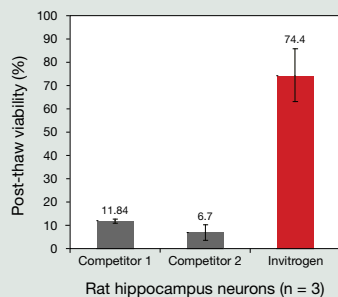 Post-thaw viability (%)
100
90
80
70
60
50
40
30
20
10
0
11.84
6.7
74.4
Competitor 1
Competitor 2
Invitrogen
Rat hippocampus neurons (n = 3)